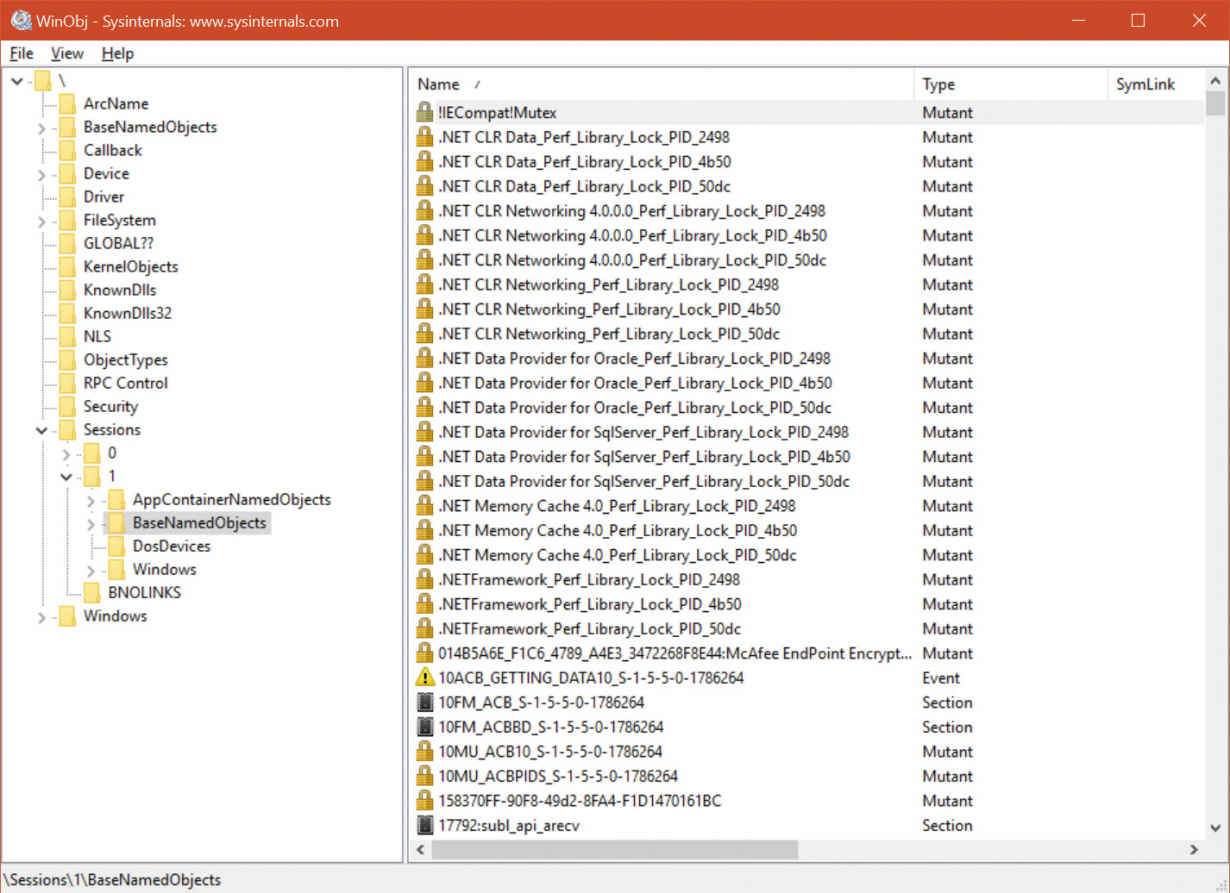 WinObj - Sysinternals: www.sysinternals.com
File View Help
\
ArcName
BaseNamedObjects
Callback
Device
Driver
FileSystem
GLOBAL??
KernelObjects
KnownDlls
KnownDlls32
NLS
ObjectTypes
RPC Control
Security
Sessions
0
1
AppContainerNamedObjects
BaseNamedObjects
DosDevices
Windows
BNOLINKS
Windows
Name / Type SymLink
!IECompat!Mutex Mutant
.NET CLR Data_Perf_Library_Lock_PID_2498 Mutant
.NET CLR Data_Perf_Library_Lock_PID_4b50 Mutant
.NET CLR Data_Perf_Library_Lock_PID_50dc Mutant
.NET CLR Networking 4.0.0.0_Perf_Library_Lock_PID_2498 Mutant
.NET CLR Networking 4.0.0.0_Perf_Library_Lock_PID_4b50 Mutant
.NET CLR Networking 4.0.0.0_Perf_Library_Lock_PID_50dc Mutant
.NET CLR Networking_Perf_Library_Lock_PID_2498 Mutant
.NET CLR Networking_Perf_Library_Lock_PID_4b50 Mutant
.NET CLR Networking_Perf_Library_Lock_PID_50dc Mutant
.NET Data Provider for Oracle_Perf_Library_Lock_PID_2498 Mutant
.NET Data Provider for Oracle_Perf_Library_Lock_PID_4b50 Mutant
.NET Data Provider for Oracle_Perf_Library_Lock_PID_50dc Mutant
.NET Data Provider for SqlServer_Perf_Library_Lock_PID_2498 Mutant
.NET Data Provider for SqlServer_Perf_Library_Lock_PID_4b50 Mutant
.NET Data Provider for SqlServer_Perf_Library_Lock_PID_50dc Mutant
.NET Memory Cache 4.0_Perf_Library_Lock_PID_2498 Mutant
.NET Memory Cache 4.0_Perf_Library_Lock_PID_4b50 Mutant
.NET Memory Cache 4.0_Perf_Library_Lock_PID_50dc Mutant
.NETFramework_Perf_Library_Lock_PID_2498 Mutant
.NETFramework_Perf_Library_Lock_PID_4b50 Mutant
.NETFramework_Perf_Library_Lock_PID_50dc Mutant
014B5A6E_F1C6_4789_A4E3_3472268F8E44:McAfee EndPoint Encrypt... Mutant
10ACB_GETTING_DATA10_S-1-5-5-0-1786264 Event
10FM_ACB_S-1-5-5-0-1786264 Section
10FM_ACBBD_S-1-5-5-0-1786264 Section
10MU_ACB10_S-1-5-5-0-1786264 Mutant
10MU_ACBPIDS_S-1-5-5-0-1786264 Mutant
158370FF-90F8-49d2-8FA4-F1D1470161BC Mutant
17792:subl_api_arecv Section
\Sessions\1\BaseNamedObjects